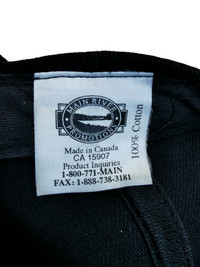 MAIN RIVER
PROMOTION
Made in Canada
CA 15907
Product Inquiries
1-800-771-MAIN
FAX: 1-888-738-3181
100% Cotton